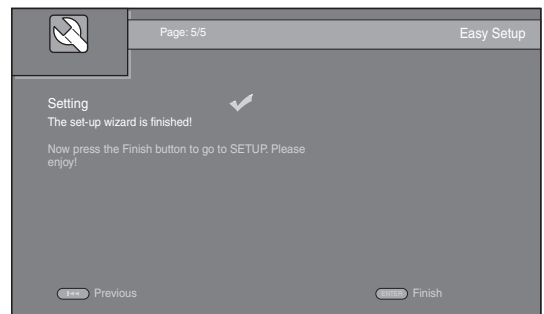 Page: 5/5
Easy Setup
Setting
The set-up wizard is finished!
Now press the Finish button to go to SETUP. Please
enjoy!
Previous
ENTER Finish